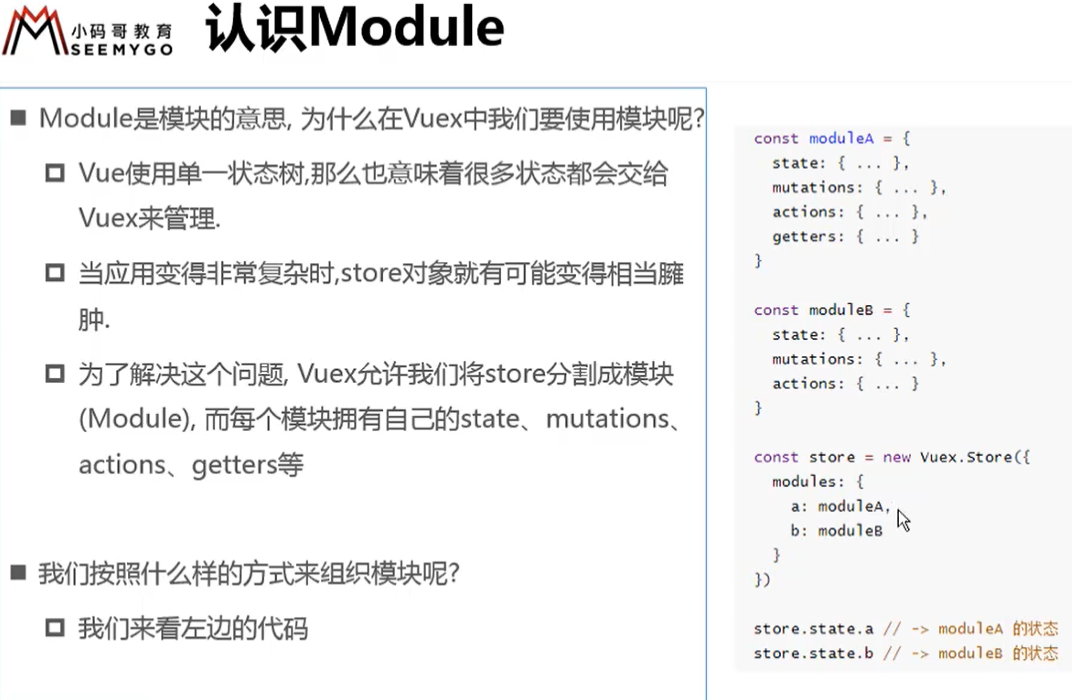 小码哥教育
SEEMYGO
认识Module
Module是模块的意思, 为什么在Vuex中我们要使用模块呢?
Vue使用单一状态树,那么也意味着很多状态都会交给
Vuex来管理.
当应用变得非常复杂时,store对象就有可能变得相当臃
肿.
为了解决这个问题, Vuex允许我们将store分割成模块
(Module), 而每个模块拥有自己的state、mutations、
actions、getters等
我们按照什么样的方式来组织模块呢?
我们来看左边的代码
const moduleA = {
  state: { ... },
  mutations: { ... },
  actions: { ... },
  getters: { ... }
}
const moduleB = {
  state: { ... },
  mutations: { ... },
  actions: { ... }
}
const store = new Vuex.Store({
  modules: {
    a: moduleA,
    b: moduleB
  }
})
store.state.a // -> moduleA 的状态
store.state.b // -> moduleB 的状态